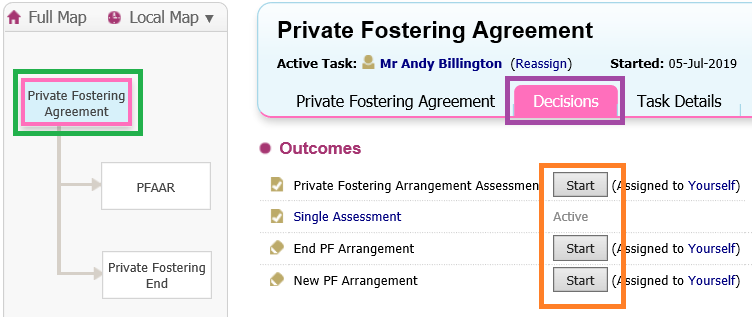 Full Map
Local Map ▼
Private Fostering
Agreement
PFAAR
Private Fostering
End
Private Fostering Agreement
Active Task: Mr Andy Billington (Reassign) Started: 05-Jul-2019
Private Fostering Agreement Decisions Task Details
Outcomes
Private Fostering Arrangement Assessment Start (Assigned to Yourself)
Single Assessment Active
End PF Arrangement Start (Assigned to Yourself)
New PF Arrangement Start (Assigned to Yourself)